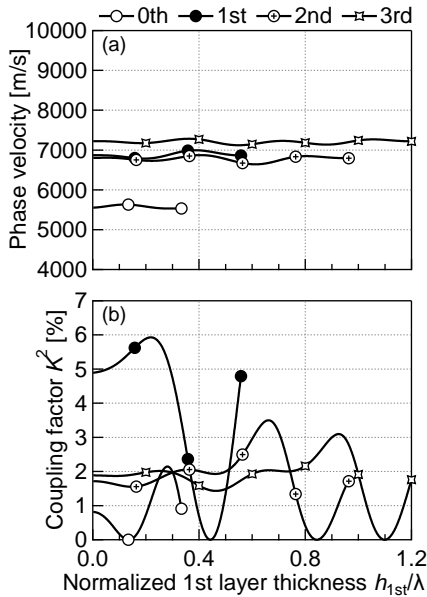 0th 1st 2nd 3rd
(a)
10000
9000
8000
7000
6000
5000
4000
Phase velocity [m/s]
(b)
7
6
5
4
3
2
1
0
Coupling factor K² [%]
0.0 0.4 0.8 1.2
Normalized 1st layer thickness h₁ₛₜ/λ